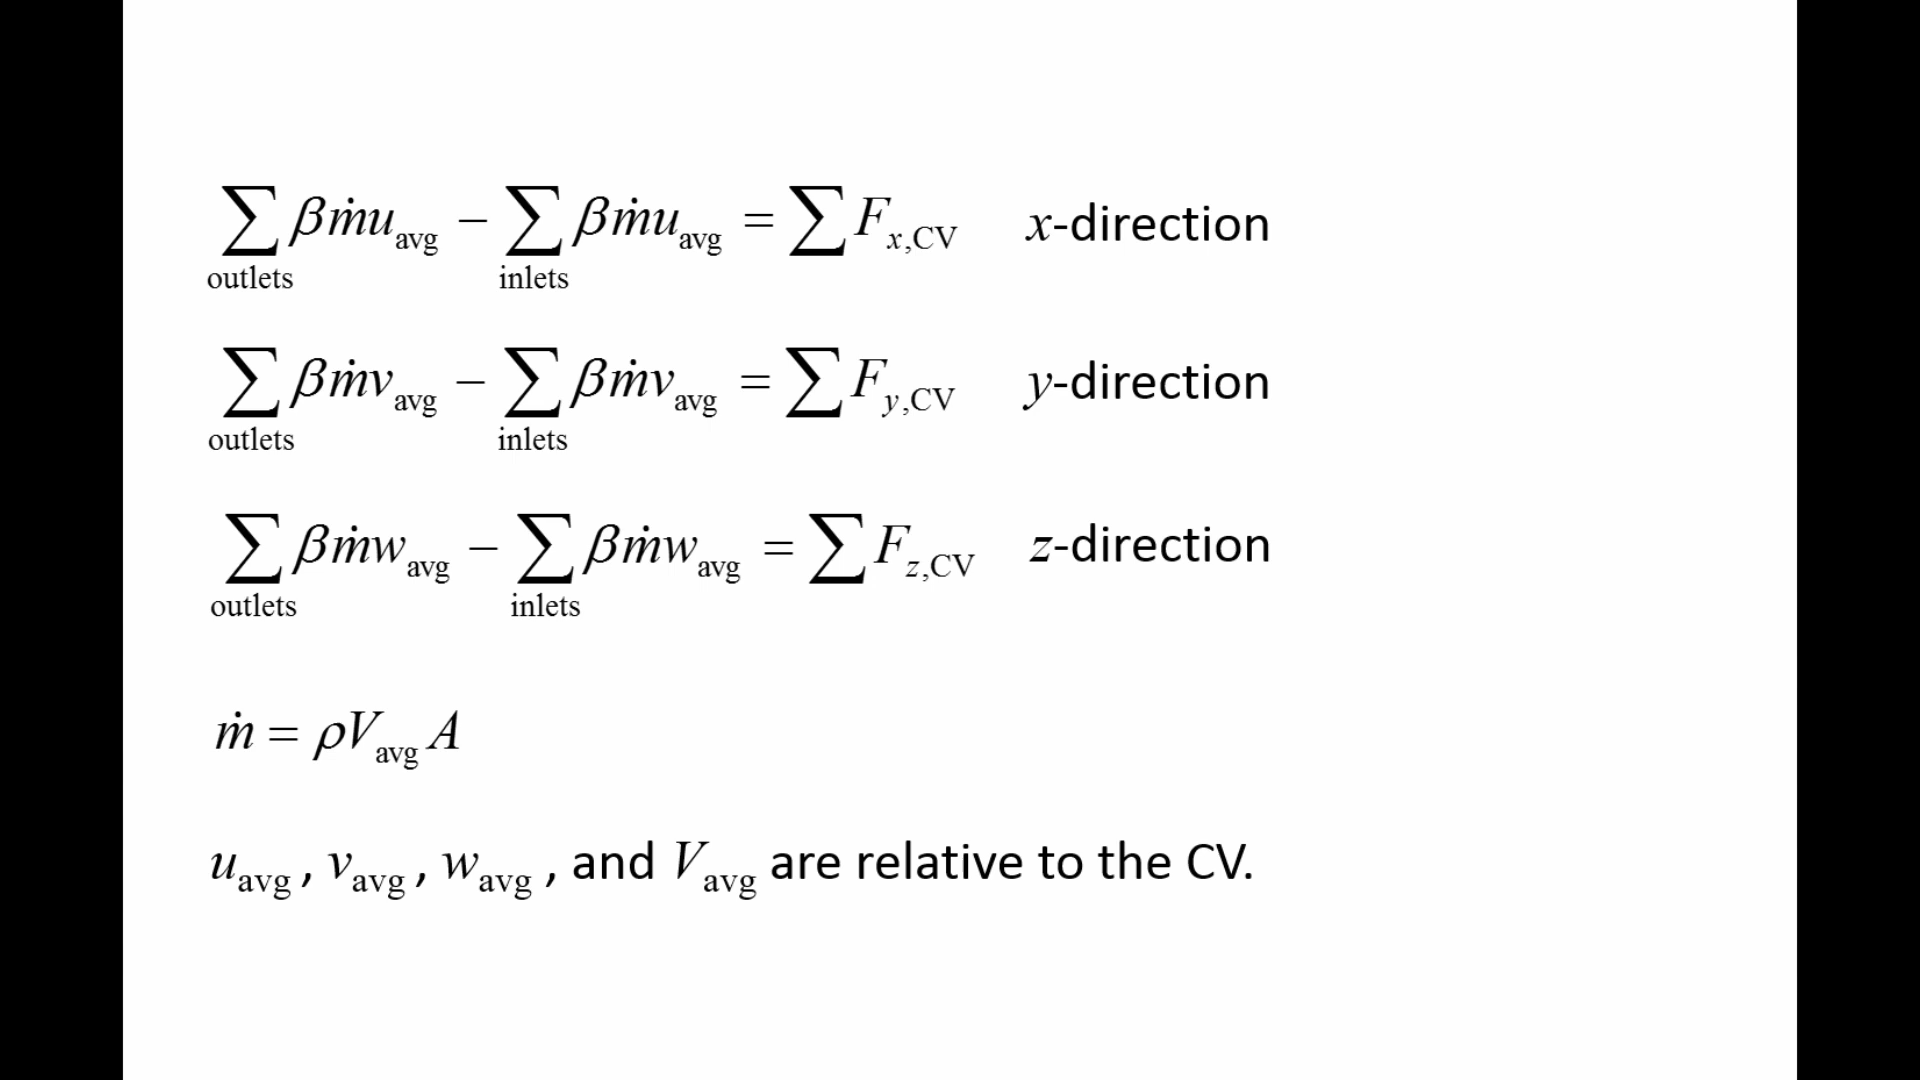 ∑ βṁu_avg − ∑ βṁu_avg = ∑ F_x,CV x-direction
outlets inlets
∑ βṁv_avg − ∑ βṁv_avg = ∑ F_y,CV y-direction
outlets inlets
∑ βṁw_avg − ∑ βṁw_avg = ∑ F_z,CV z-direction
outlets inlets
ṁ = ρV_avg A
u_avg, v_avg, w_avg, and V_avg are relative to the CV.